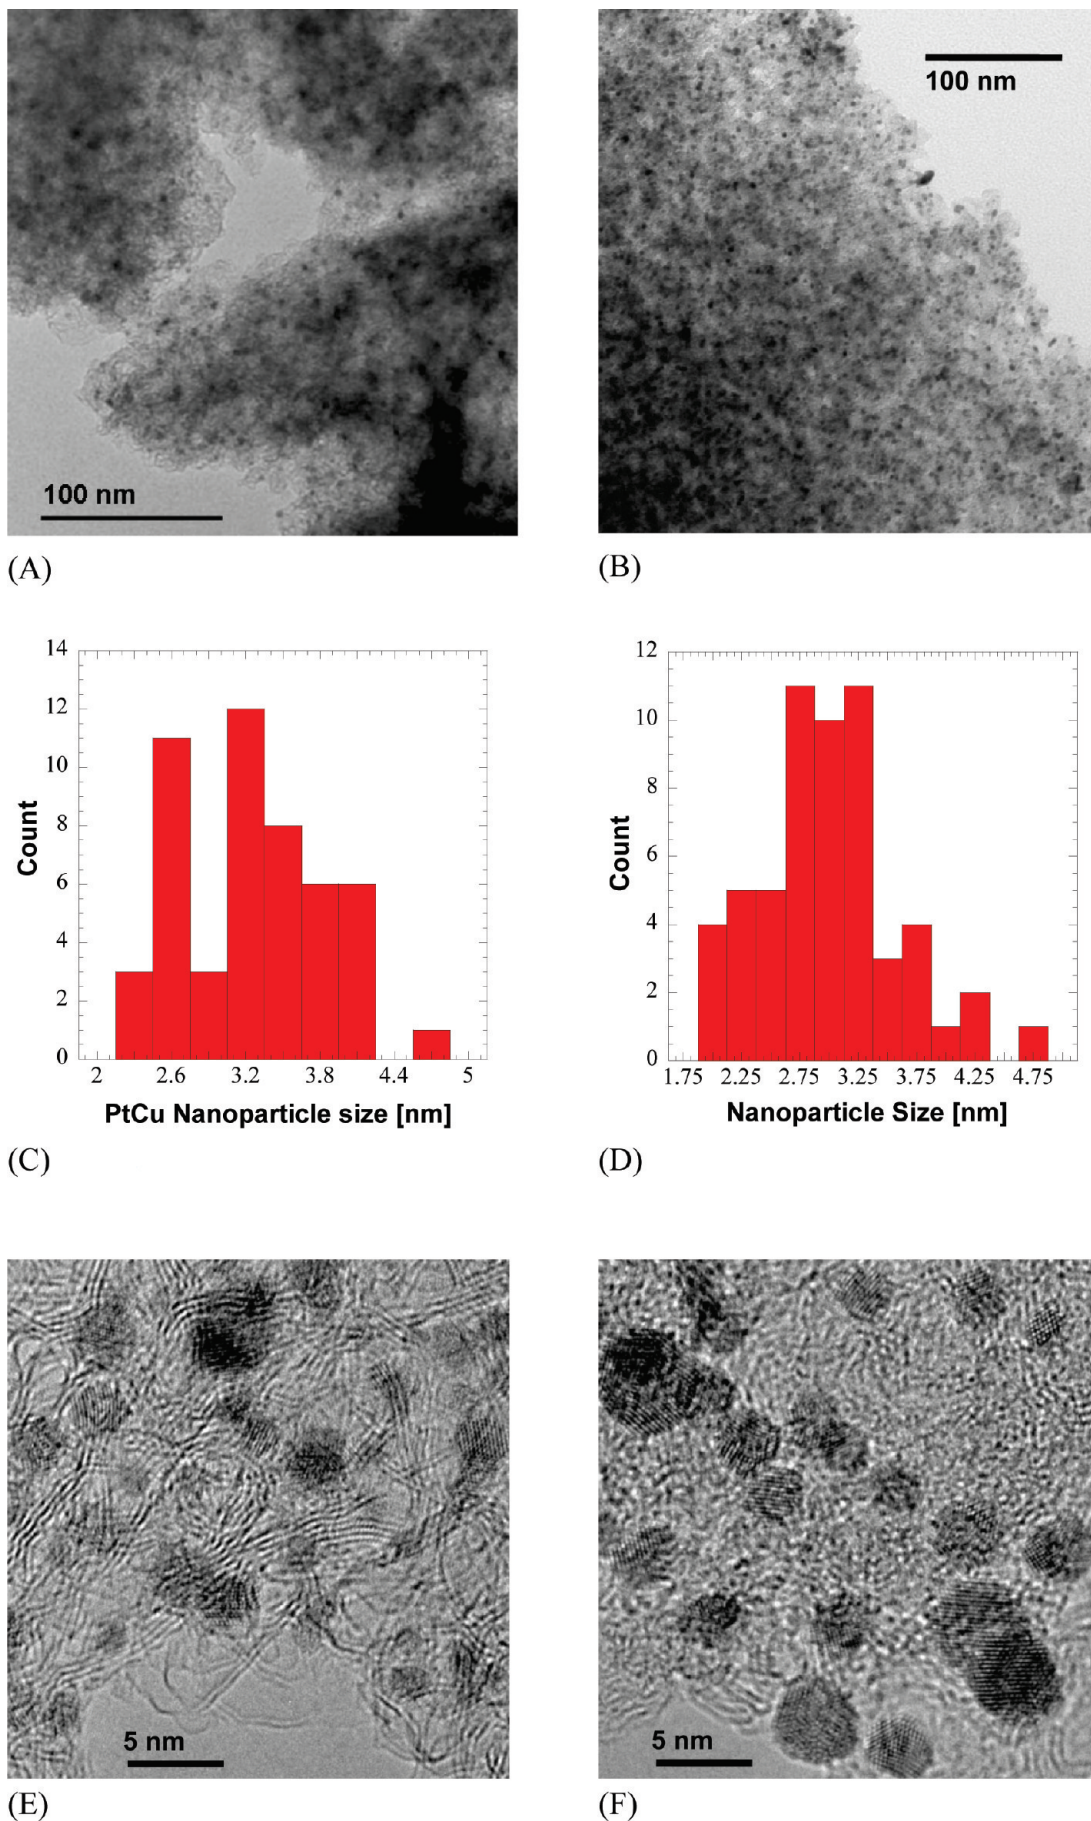 100 nm
100 nm
(A)
(B)
14
12
10
8
6
4
2
0
Count
2 2.6 3.2 3.8 4.4 5
PtCu Nanoparticle size [nm]
(C)
12
10
8
6
4
2
0
Count
1.75 2.25 2.75 3.25 3.75 4.25 4.75
Nanoparticle Size [nm]
(D)
5 nm
5 nm
(E)
(F)